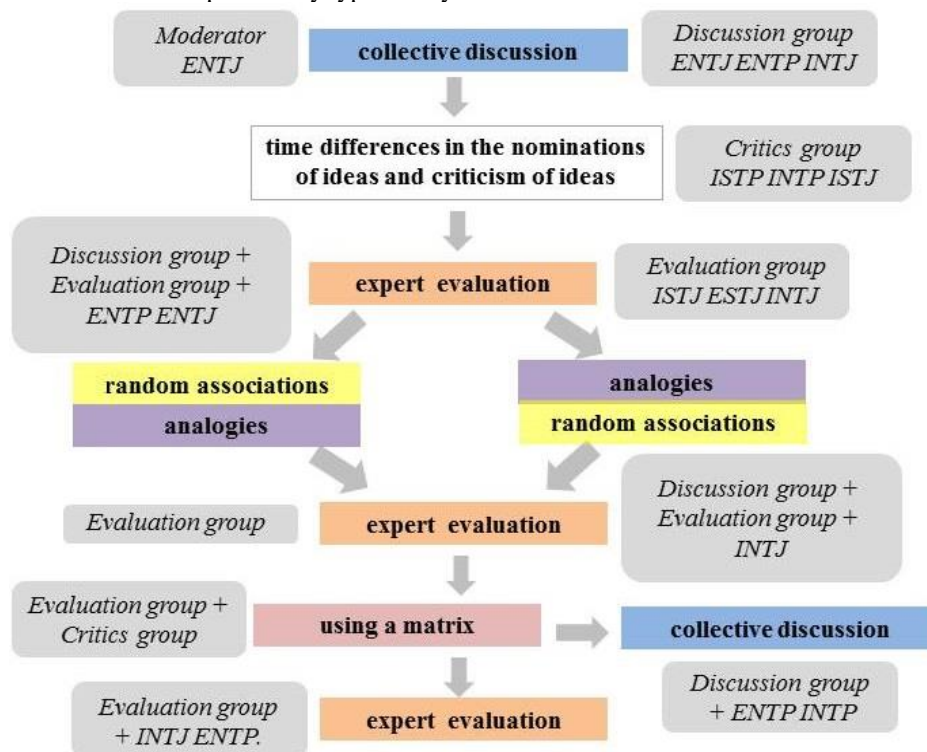 Moderator
ENTJ
collective discussion
Discussion group
ENTJ ENTP INTJ
time differences in the nominations
of ideas and criticism of ideas
Critics group
ISTP INTP ISTJ
Discussion group +
Evaluation group +
ENTP ENTJ
expert evaluation
Evaluation group
ISTJ ESTJ INTJ
random associations
analogies
analogies
random associations
Evaluation group
expert evaluation
Discussion group +
Evaluation group +
INTJ
Evaluation group +
Critics group
using a matrix
collective discussion
Evaluation group
+ INTJ ENTP.
expert evaluation
Discussion group
+ ENTP INTP